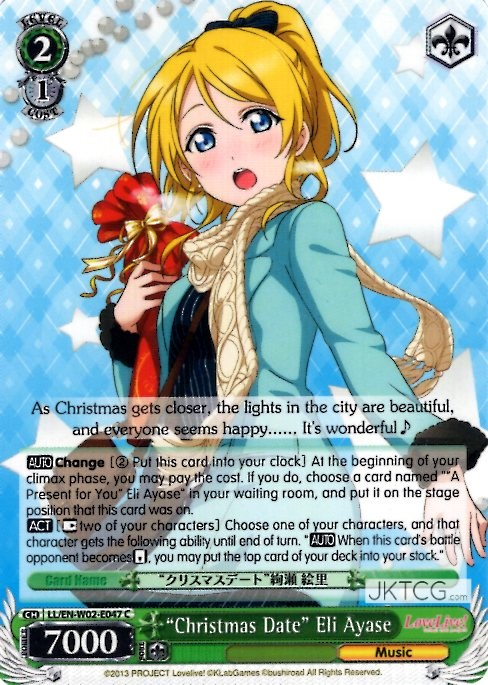 LEVEL
2
1
COST
As Christmas gets closer, the lights in the city are beautiful,
and everyone seems happy...... It's wonderful♪
AUTO Change [② Put this card into your clock] At the beginning of your
climax phase, you may pay the cost. If you do, choose a card named ""A
Present for You" Eli Ayase" in your waiting room, and put it on the stage
position that this card was on.
ACT [two of your characters] Choose one of your characters, and that
character gets the following ability until end of turn. "AUTO When this card's battle
opponent becomes, you may put the top card of your deck into your stock."
Card Name
"クリスマスデート"絢瀬 絵里
JKTCG.com
CH LL/EN-W02-E047 C
POWER
7000
SOUL
"Christmas Date" Eli Ayase
LoveLive!
Music
©2013 PROJECT Lovelive! ©KLabGames ©bushiroad All Rights Reserved.